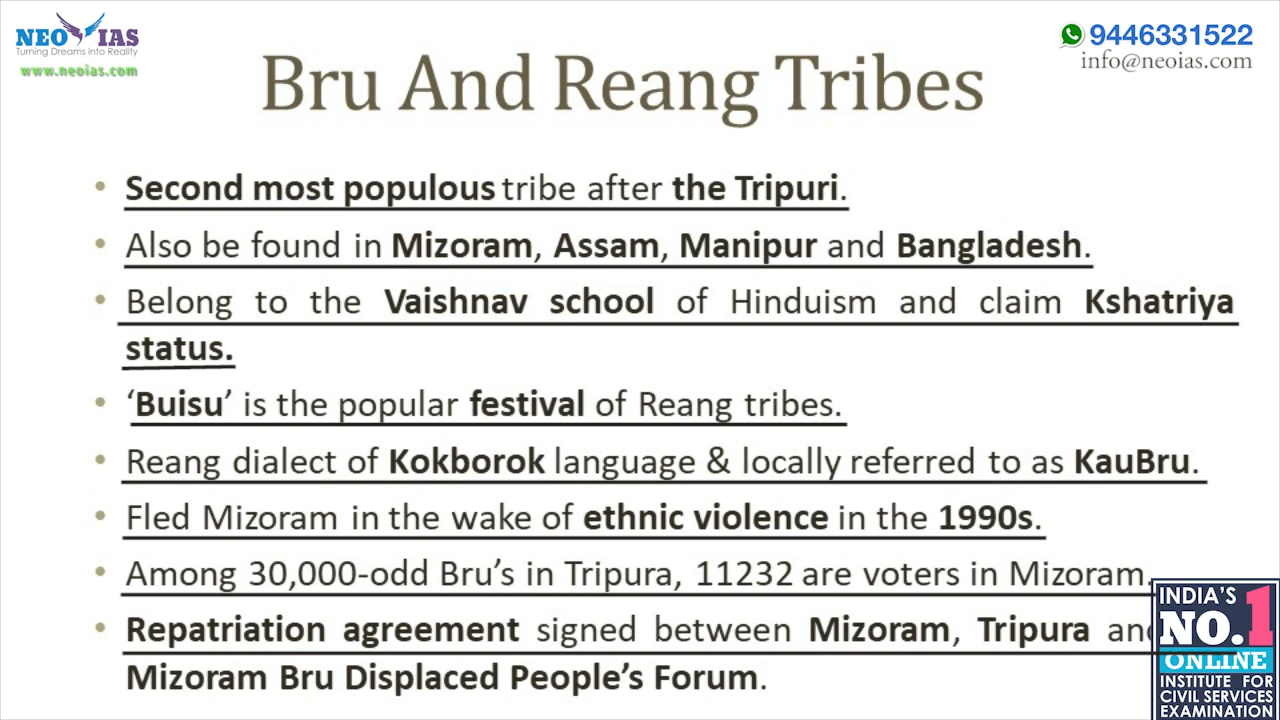 NEO IAS
Turning Dreams into Reality
www.neoias.com
9446331522
info@neoias.com
Bru And Reang Tribes
• Second most populous tribe after the Tripuri.
• Also be found in Mizoram, Assam, Manipur and Bangladesh.
• Belong to the Vaishnav school of Hinduism and claim Kshatriya
status.
• ‘Buisu’ is the popular festival of Reang tribes.
• Reang dialect of Kokborok language & locally referred to as KauBru.
• Fled Mizoram in the wake of ethnic violence in the 1990s.
• Among 30,000-odd Bru’s in Tripura, 11232 are voters in Mizoram.
• Repatriation agreement signed between Mizoram, Tripura and
Mizoram Bru Displaced People’s Forum.
INDIA'S
NO.1
ONLINE
INSTITUTE FOR
CIVIL SERVICES
EXAMINATION